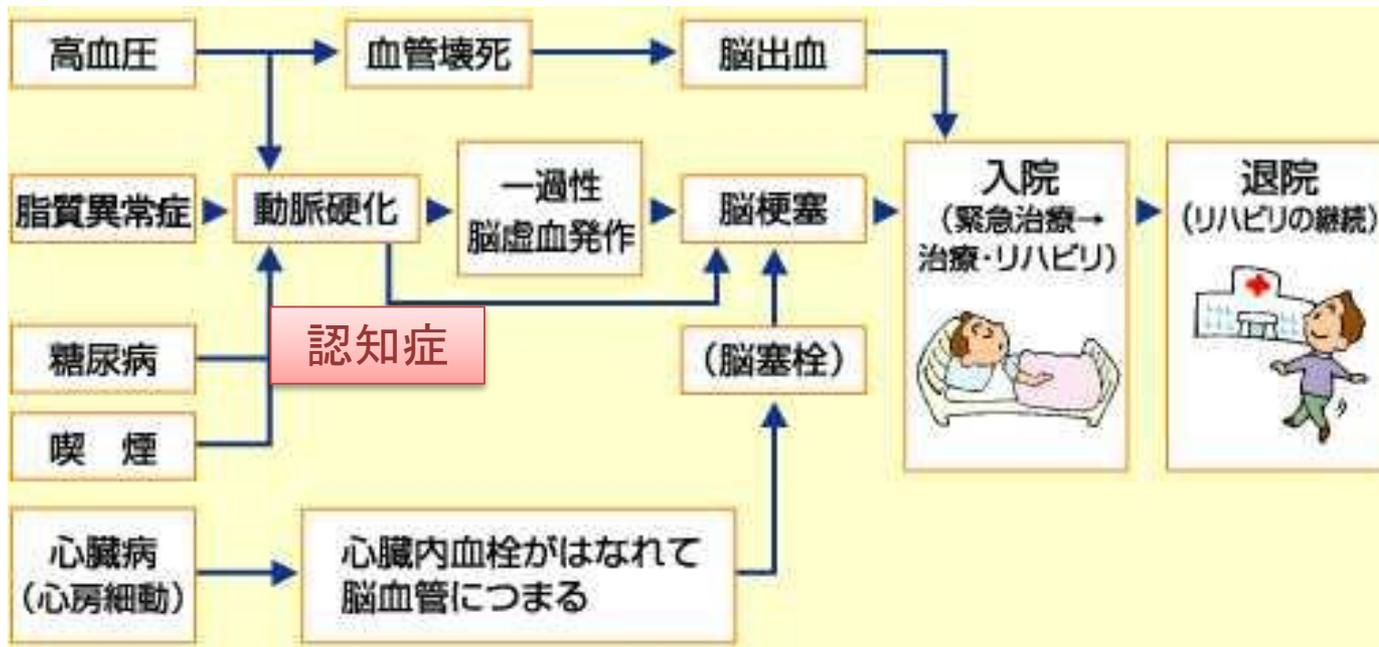 高血圧
血管壊死
脳出血
脂質異常症
動脈硬化
一過性
脳虚血発作
脳梗塞
入院
(緊急治療→
治療・リハビリ)
退院
(リハビリの継続)
認知症
糖尿病
(脳塞栓)
喫　煙
心臓病
(心房細動)
心臓内血栓がはなれて
脳血管につまる